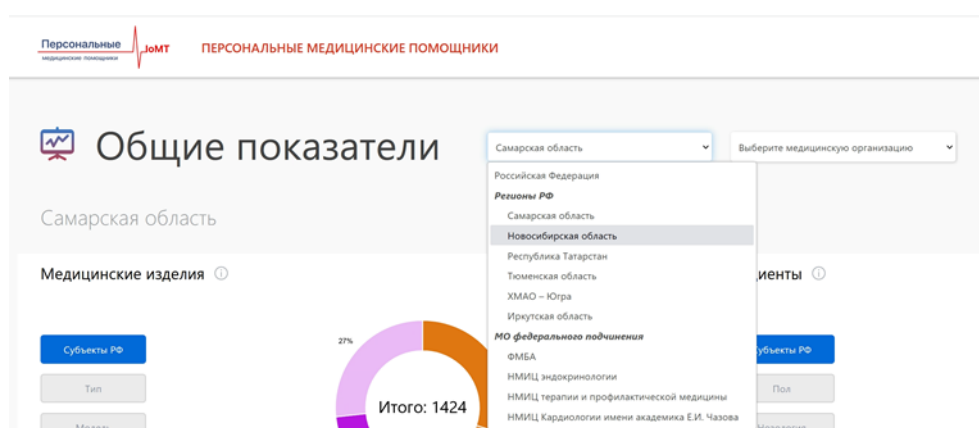 Персональные
медицинские помощники
IoMT
ПЕРСОНАЛЬНЫЕ МЕДИЦИНСКИЕ ПОМОЩНИКИ
Общие показатели
Самарская область
Выберите медицинскую организацию
Российская Федерация
Регионы РФ
Самарская область
Новосибирская область
Республика Татарстан
Тюменская область
ХМАО – Югра
Иркутская область
МО федерального подчинения
ФМБА
НМИЦ эндокринологии
НМИЦ терапии и профилактической медицины
НМИЦ Кардиологии имени академика Е.И. Чазова
Самарская область
Медицинские изделия
Субъекты РФ
Тип
Модель
27%
Итого: 1424
иенты
убъекты РФ
Пол